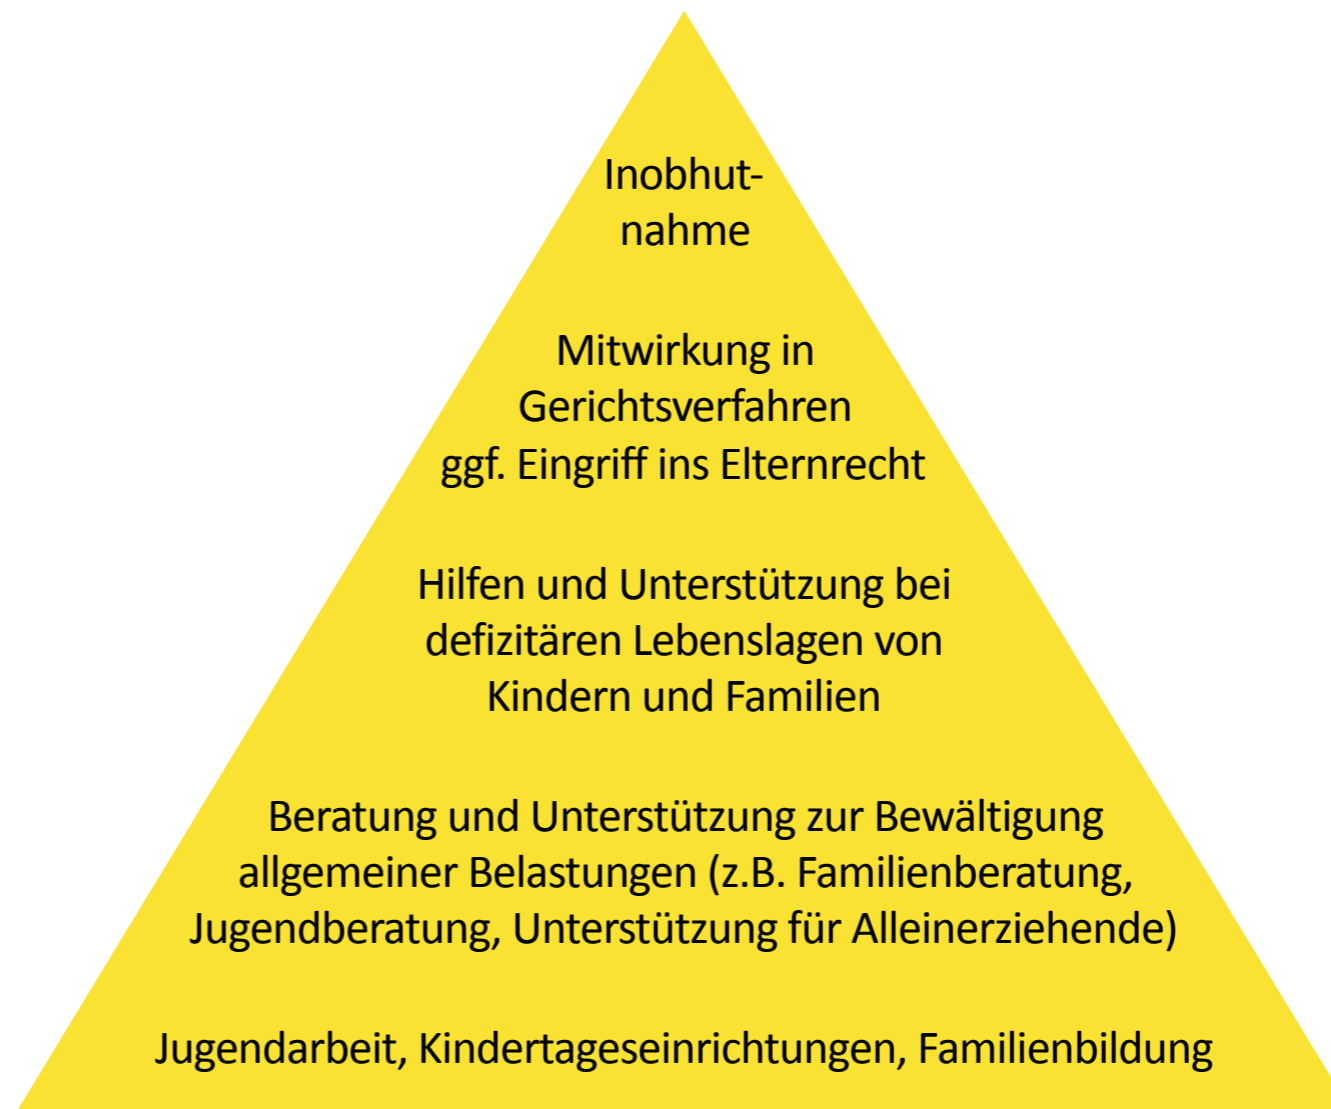 Inobhut-
nahme
Mitwirkung in
Gerichtsverfahren
ggf. Eingriff ins Elternrecht
Hilfen und Unterstützung bei
defizitären Lebenslagen von
Kindern und Familien
Beratung und Unterstützung zur Bewältigung
allgemeiner Belastungen (z.B. Familienberatung,
Jugendberatung, Unterstützung für Alleinerziehende)
Jugendarbeit, Kindertageseinrichtungen, Familienbildung